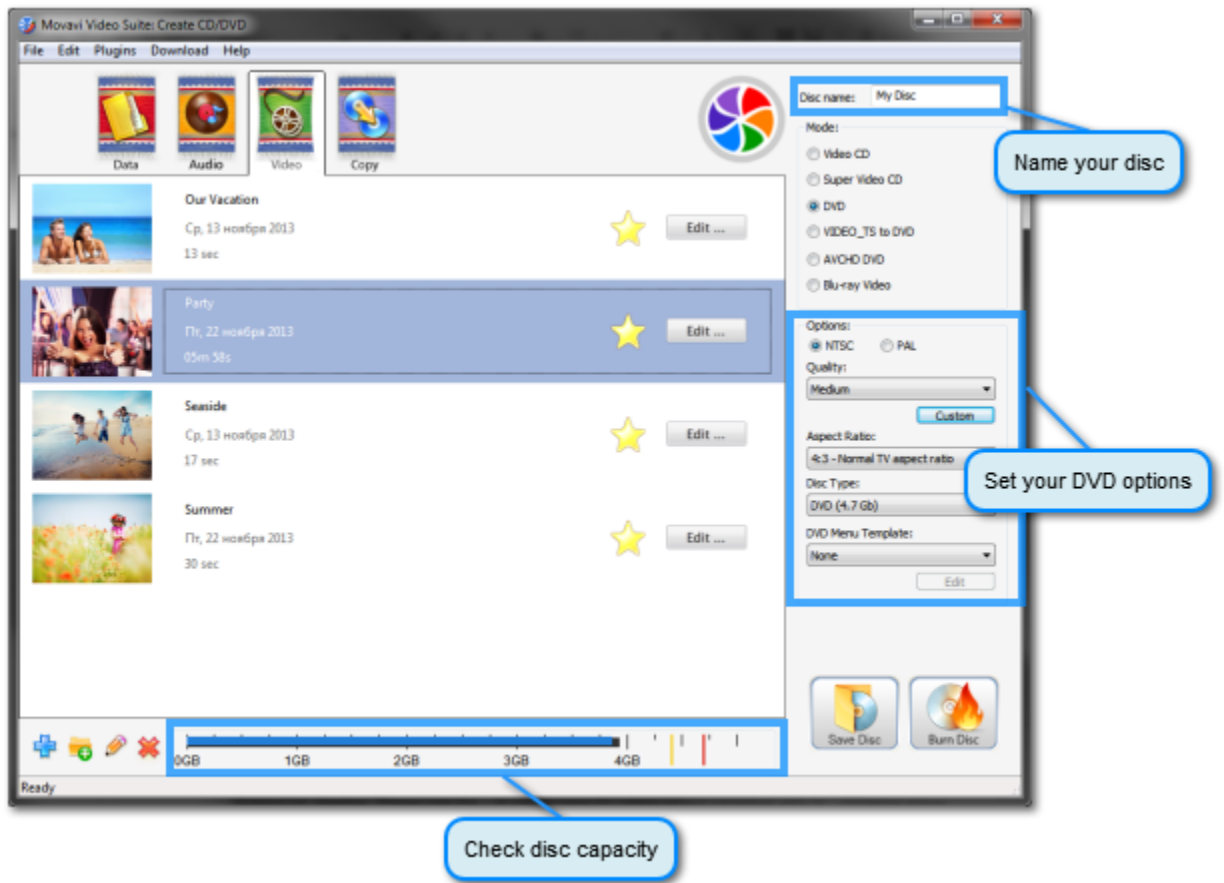 Movavi Video Suite: Create CD/DVD
File Edit Plugins Download Help
Data
Audio
Video
Copy
Our Vacation
Ср, 13 ноября 2013
13 sec
Edit ...
Party
Пт, 22 ноября 2013
05m 58s
Edit ...
Seaside
Ср, 13 ноября 2013
17 sec
Edit ...
Summer
Пт, 22 ноября 2013
30 sec
Edit ...
Disc name: My Disc
Name your disc
Mode:
Video CD
Super Video CD
DVD
VIDEO_TS to DVD
AVCHD DVD
Blu-ray Video
Options:
NTSC PAL
Quality:
Medium
Custom
Aspect Ratio:
4:3 - Normal TV aspect ratio
Set your DVD options
Disc Type:
DVD (4.7 Gb)
DVD Menu Template:
None
Edit
Save Disc
Burn Disc
0GB 1GB 2GB 3GB 4GB
Ready
Check disc capacity